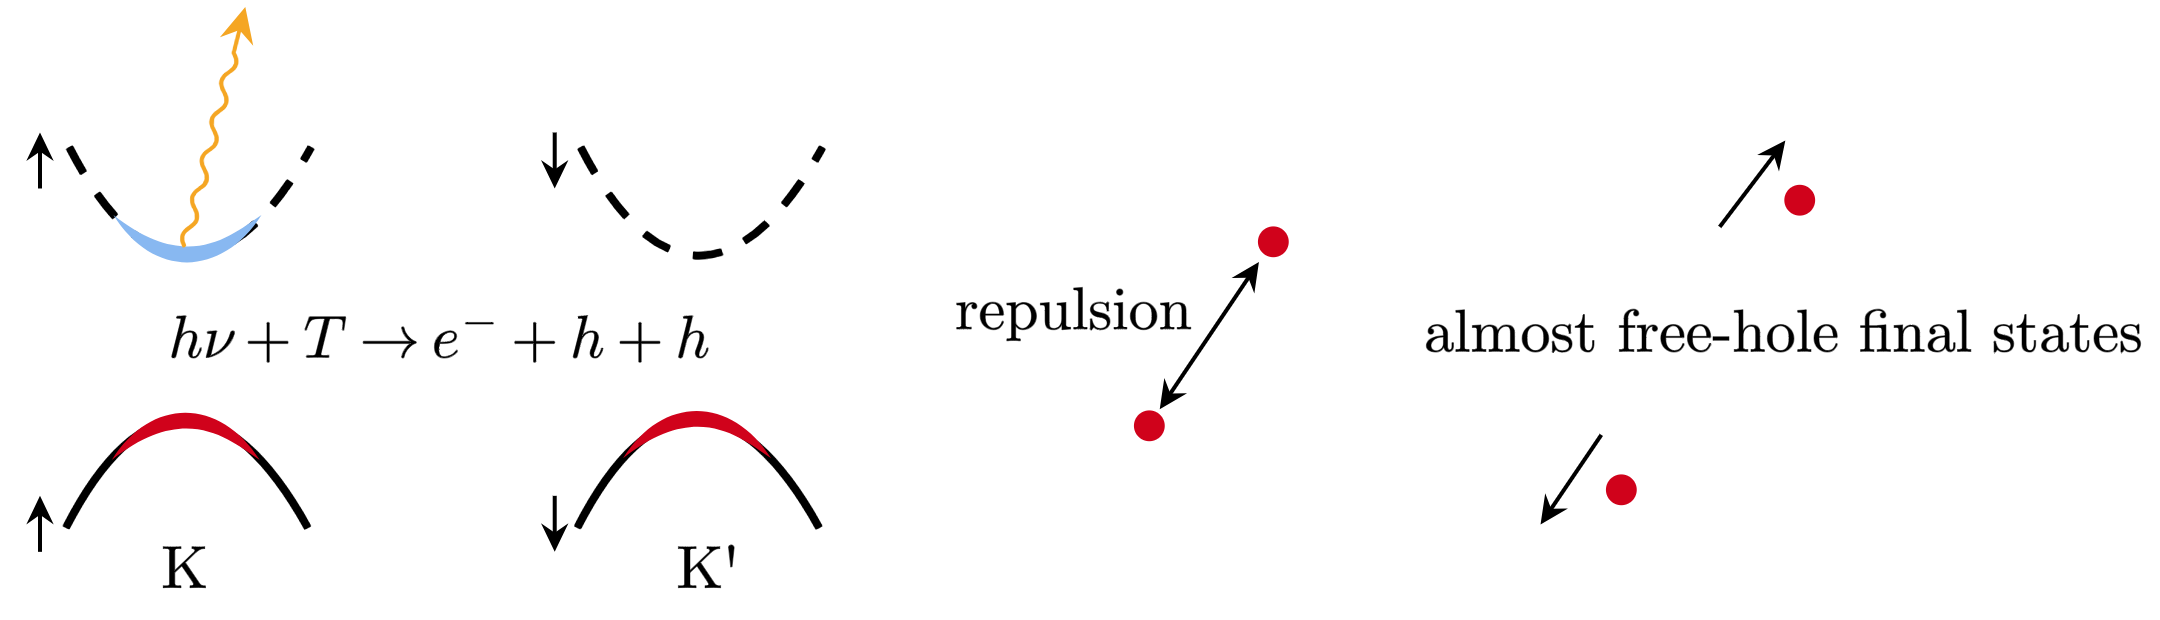 hν + T → e⁻ + h + h
K
K'
repulsion
almost free-hole final states